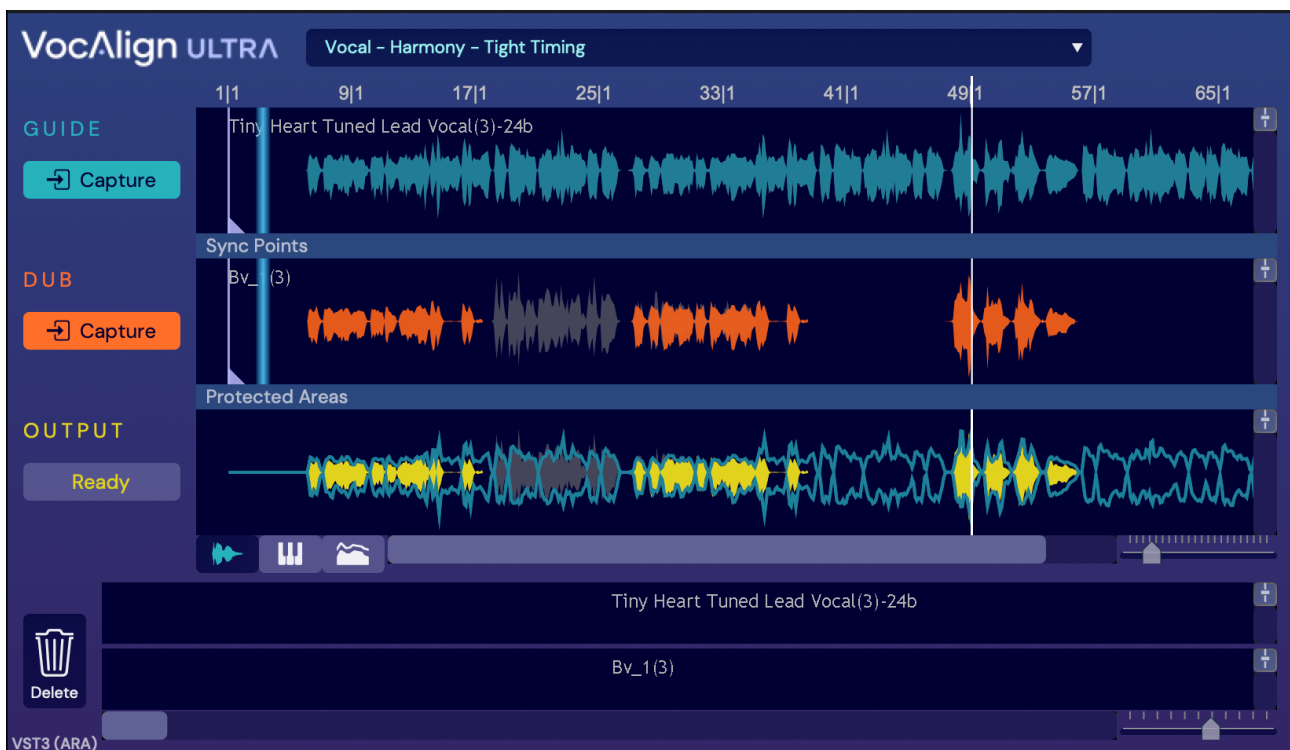 VocAlign ULTRA
Vocal - Harmony - Tight Timing
1|1 9|1 17|1 25|1 33|1 41|1 49|1 57|1 65|1
GUIDE
Tiny Heart Tuned Lead Vocal(3)-24b
Capture
Sync Points
DUB
Bv_1(3)
Capture
Protected Areas
OUTPUT
Ready
Tiny Heart Tuned Lead Vocal(3)-24b
Bv_1(3)
Delete
VST3 (ARA)